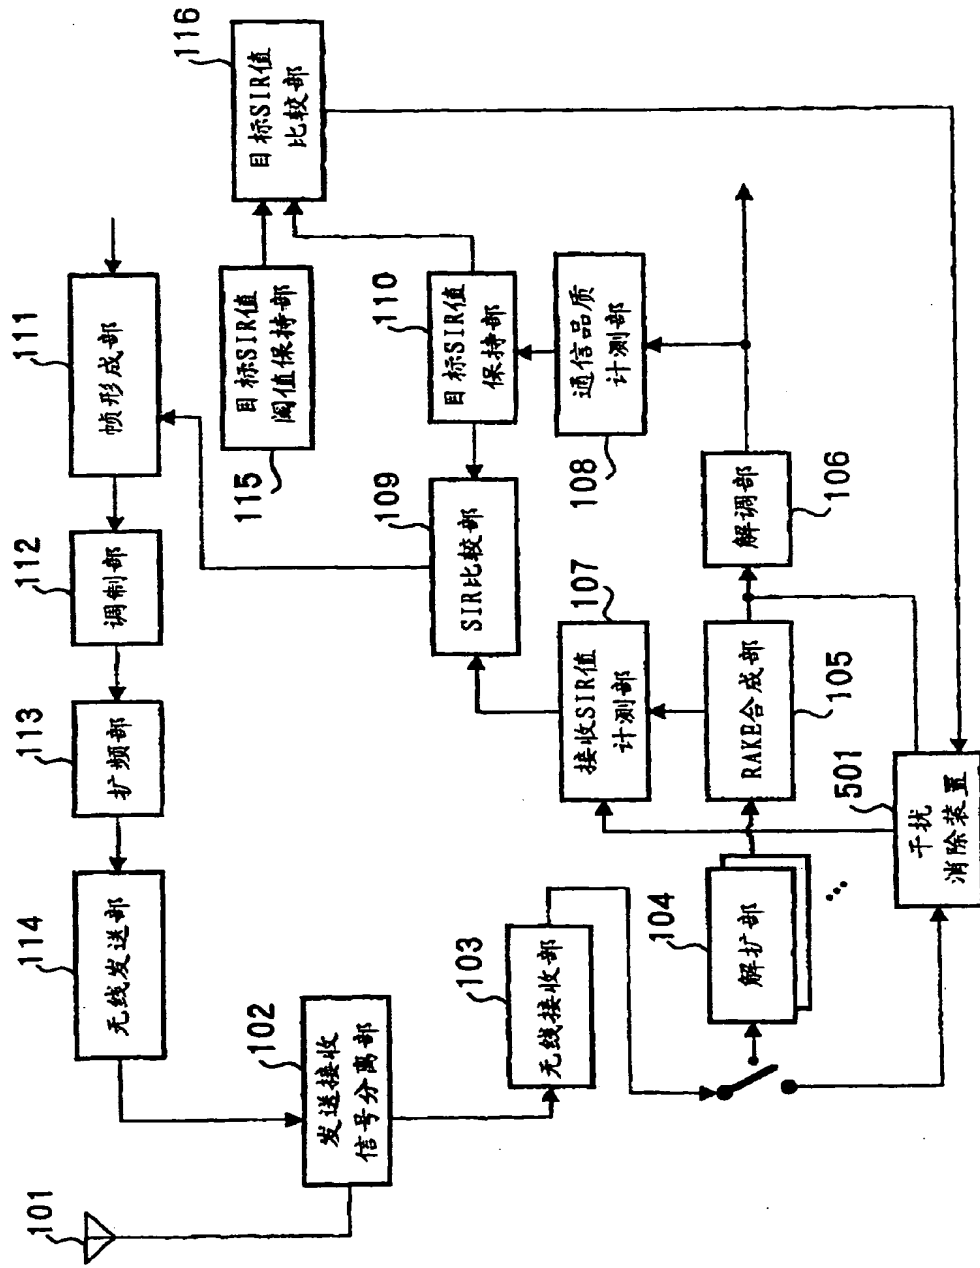 101
114
无线发送部
113
扩频部
112
调制部
111
帧形成部
102
发送接收
信号分离部
115
目标SIR值
阈值保持部
116
目标SIR值
比较部
103
无线接收部
109
SIR比较部
110
目标SIR值
保持部
107
接收SIR值
计测部
108
通信品质
计测部
104
解扩部
105
RAKE合成部
106
解调部
501
干扰
消除装置